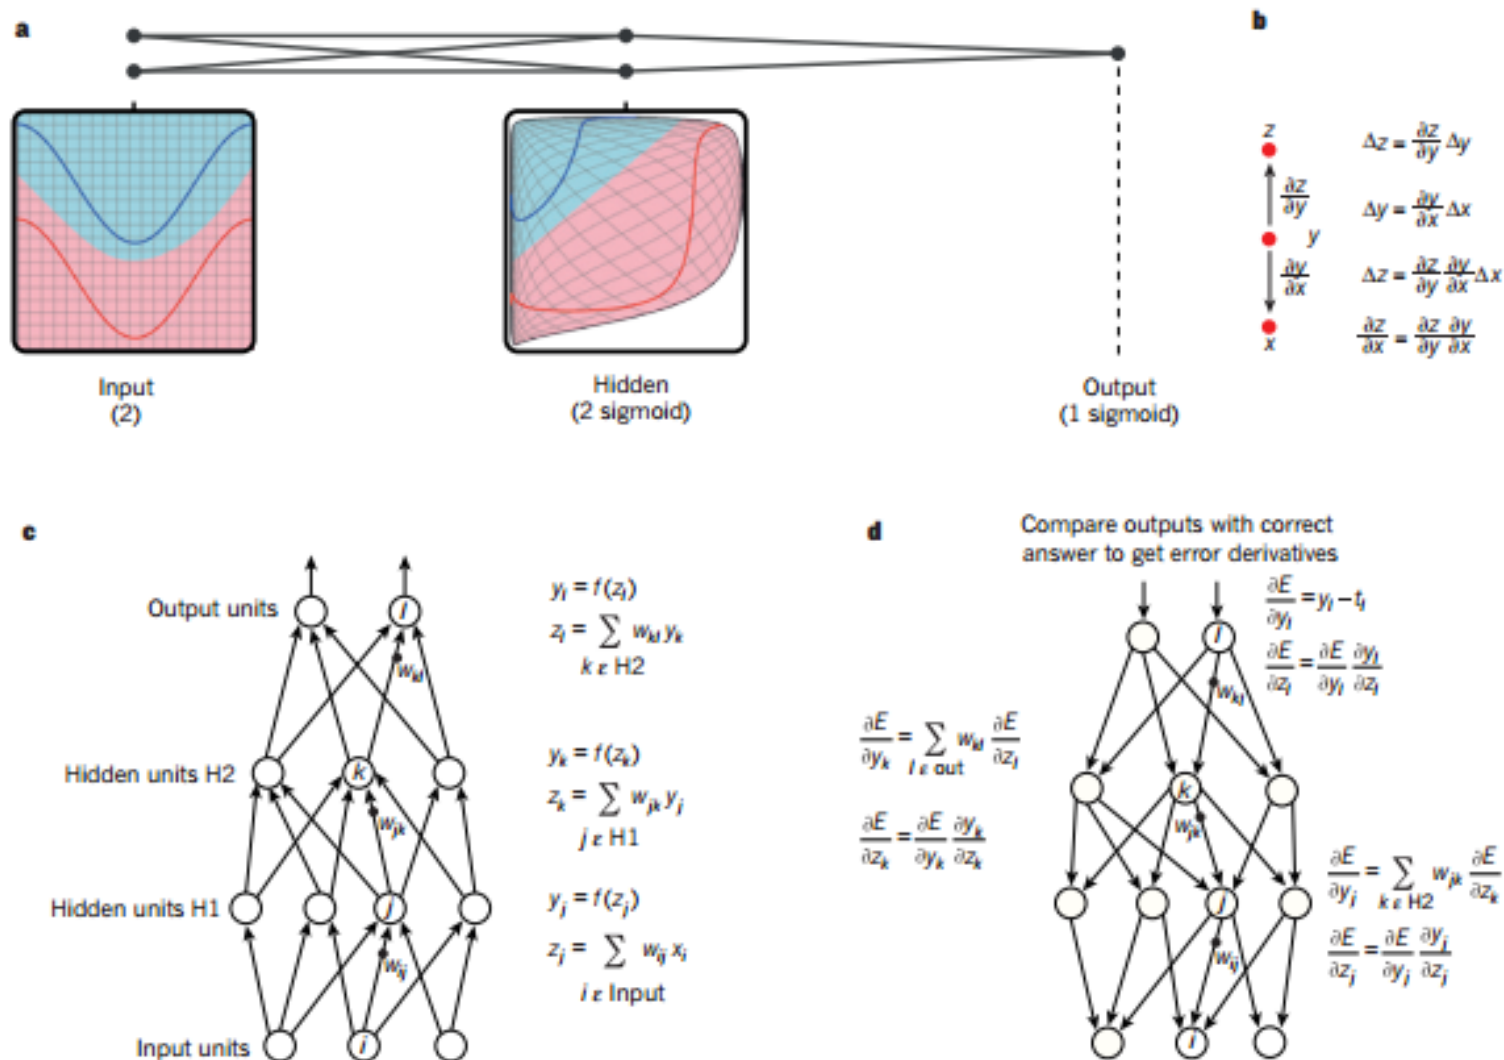 a
Input
(2)
Hidden
(2 sigmoid)
Output
(1 sigmoid)
b
z
∂z/∂y
y
∂y/∂x
x
Δz = ∂z/∂y Δy
Δy = ∂y/∂x Δx
Δz = ∂z/∂y ∂y/∂x Δx
∂z/∂x = ∂z/∂y ∂y/∂x
c
Output units
l
w_kl
y_l = f(z_l)
z_l = ∑ w_kl y_k
k ε H2
Hidden units H2
k
w_jk
y_k = f(z_k)
z_k = ∑ w_jk y_j
j ε H1
Hidden units H1
j
w_ij
y_j = f(z_j)
z_j = ∑ w_ij x_i
i ε Input
Input units
i
d
Compare outputs with correct
answer to get error derivatives
l
w_kl
∂E/∂y_l = y_l − t_l
∂E/∂z_l = ∂E/∂y_l ∂y_l/∂z_l
∂E/∂y_k = ∑ w_kl ∂E/∂z_l
l ε out
∂E/∂z_k = ∂E/∂y_k ∂y_k/∂z_k
k
w_jk
∂E/∂y_j = ∑ w_jk ∂E/∂z_k
k ε H2
∂E/∂z_j = ∂E/∂y_j ∂y_j/∂z_j
j
w_ij
i